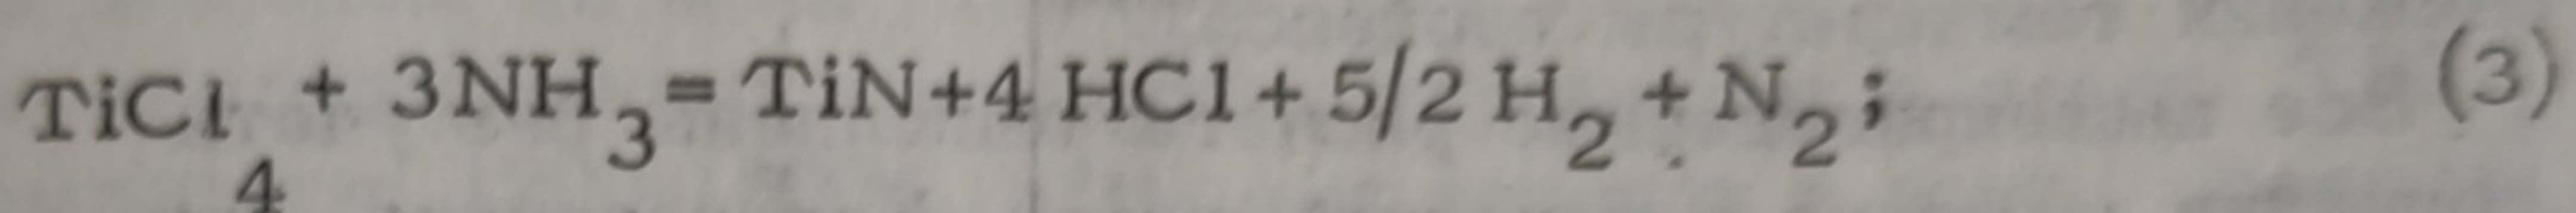 TiCl₄ + 3NH₃ = TiN + 4 HCl + 5/2 H₂ + N₂; (3)